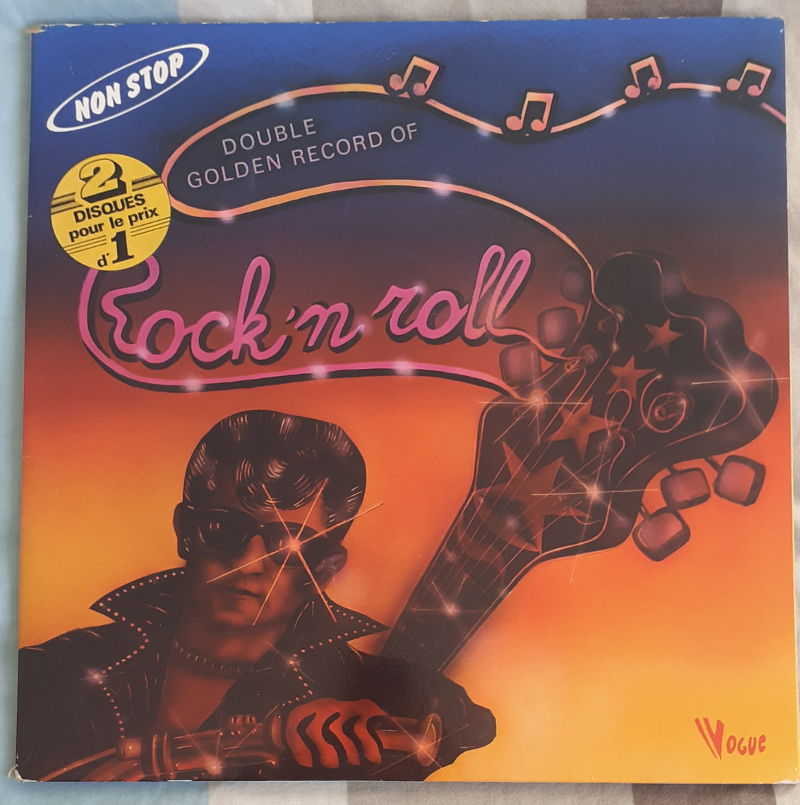 NON STOP
DOUBLE
GOLDEN RECORD OF
2
DISQUES
pour le prix
d'1
Rock 'n roll
VOGUE